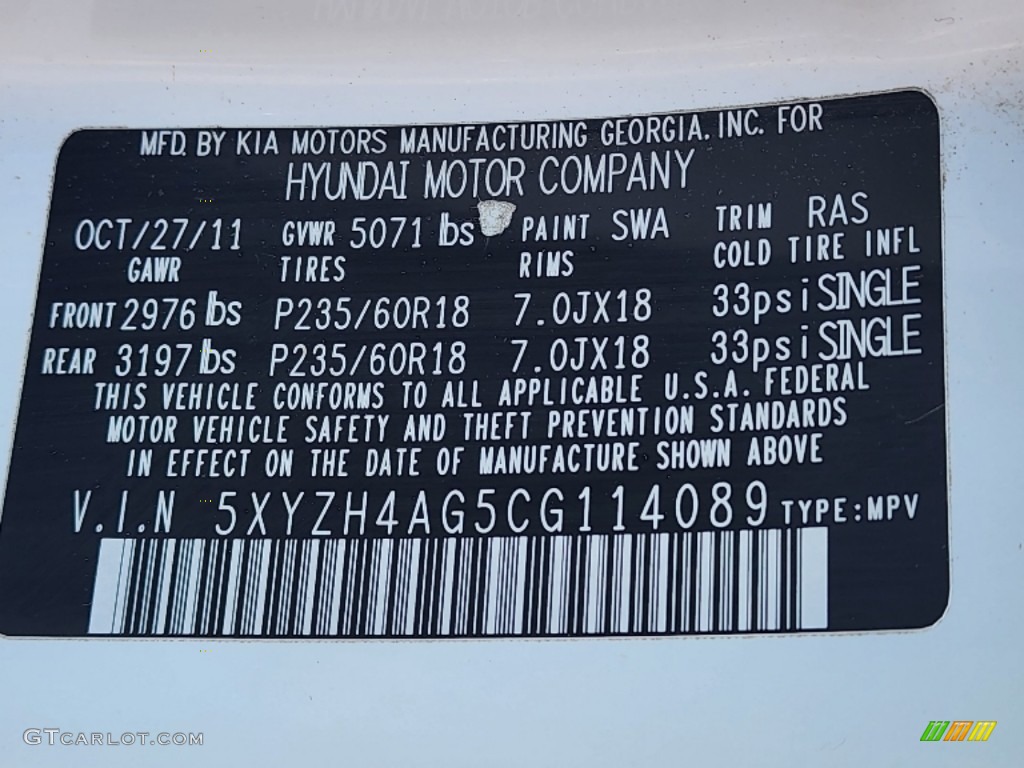 MFD. BY KIA MOTORS MANUFACTURING GEORGIA. INC. FOR
HYUNDAI MOTOR COMPANY
OCT/27/11 GVWR 5071 lbs PAINT SWA TRIM RAS
GAWR TIRES RIMS COLD TIRE INFL
FRONT 2976 lbs P235/60R18 7.0JX18 33psi SINGLE
REAR 3197 lbs P235/60R18 7.0JX18 33psi SINGLE
THIS VEHICLE CONFORMS TO ALL APPLICABLE U.S.A. FEDERAL
MOTOR VEHICLE SAFETY AND THEFT PREVENTION STANDARDS
IN EFFECT ON THE DATE OF MANUFACTURE SHOWN ABOVE
V.I.N 5XYZH4AG5CG114089 TYPE:MPV
GTCARLOT.COM